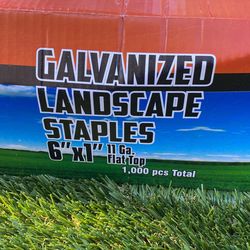 GALVANIZED
LANDSCAPE
STAPLES
6"x1" 11 Ga.
Flat Top
1,000 pcs Total